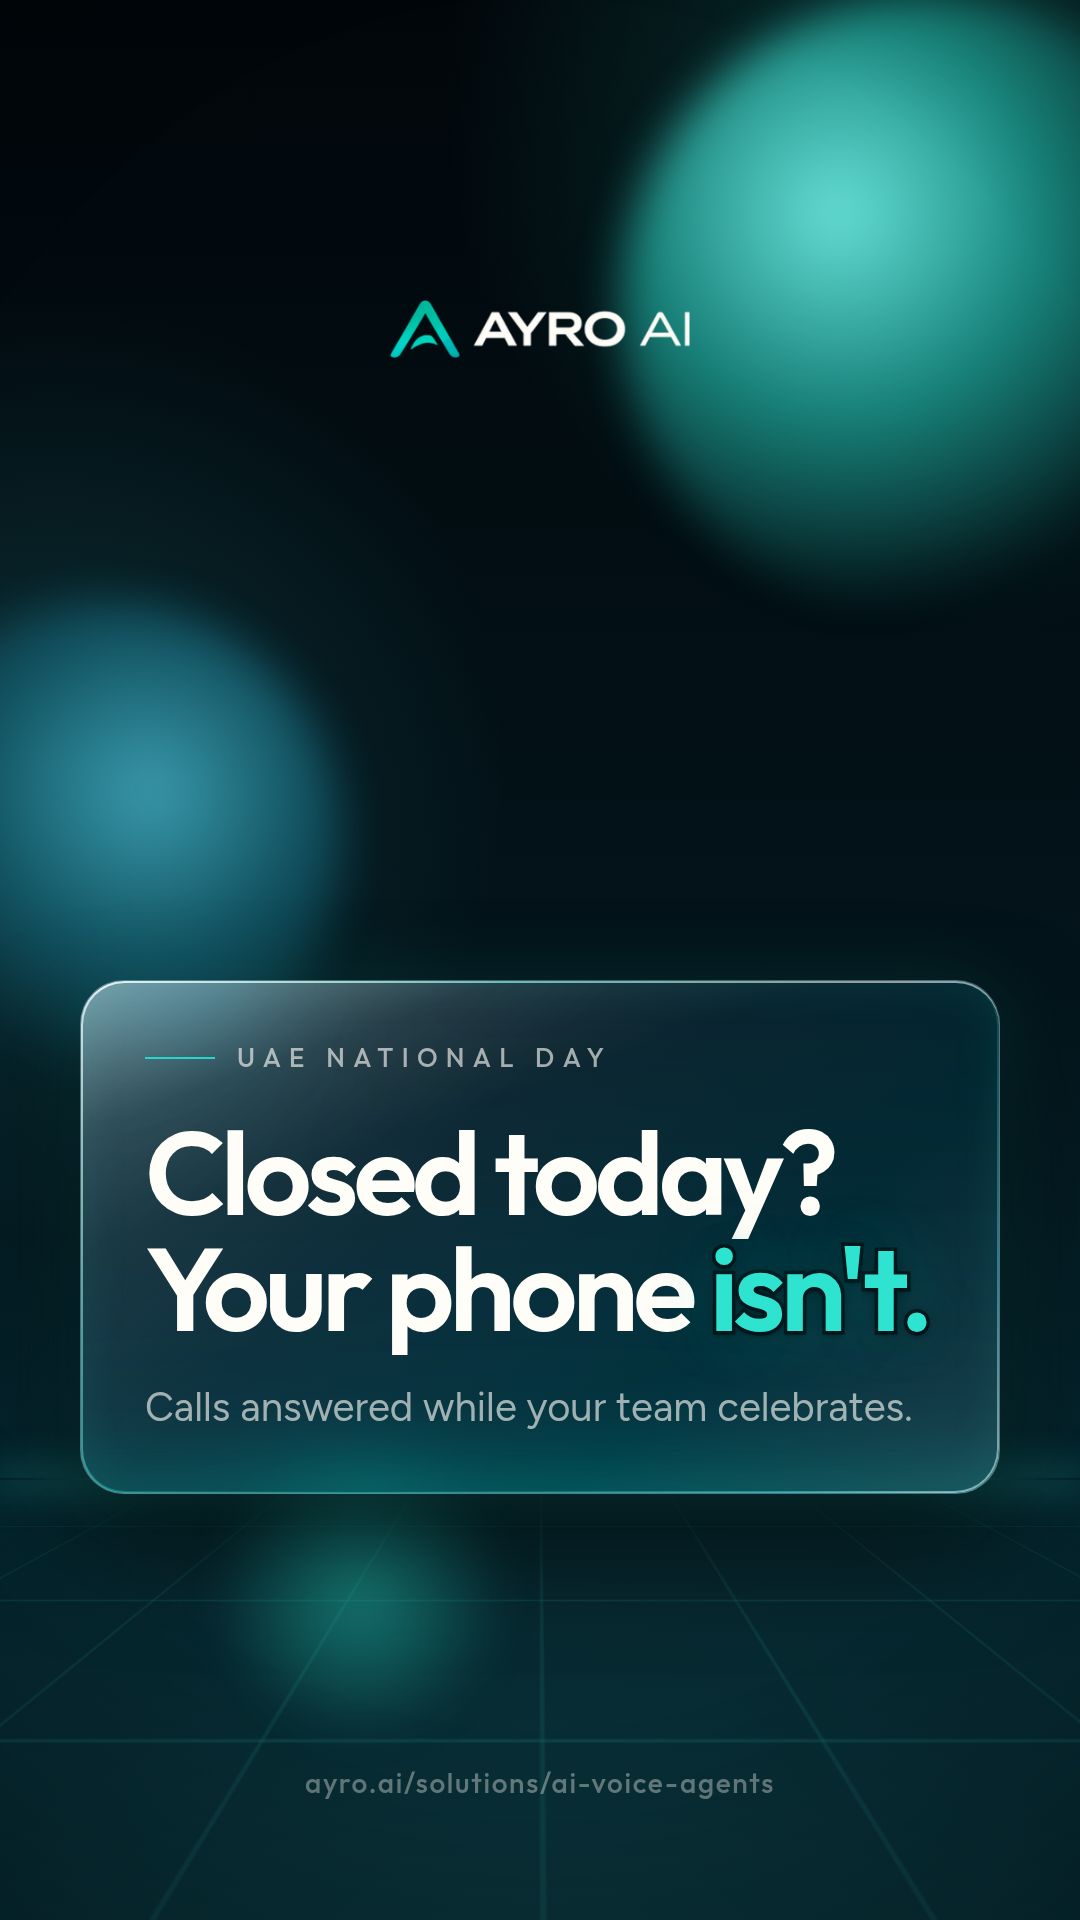 AYRO AI
UAE NATIONAL DAY
Closed today?
Your phone isn't.
Calls answered while your team celebrates.
ayro.ai/solutions/ai-voice-agents